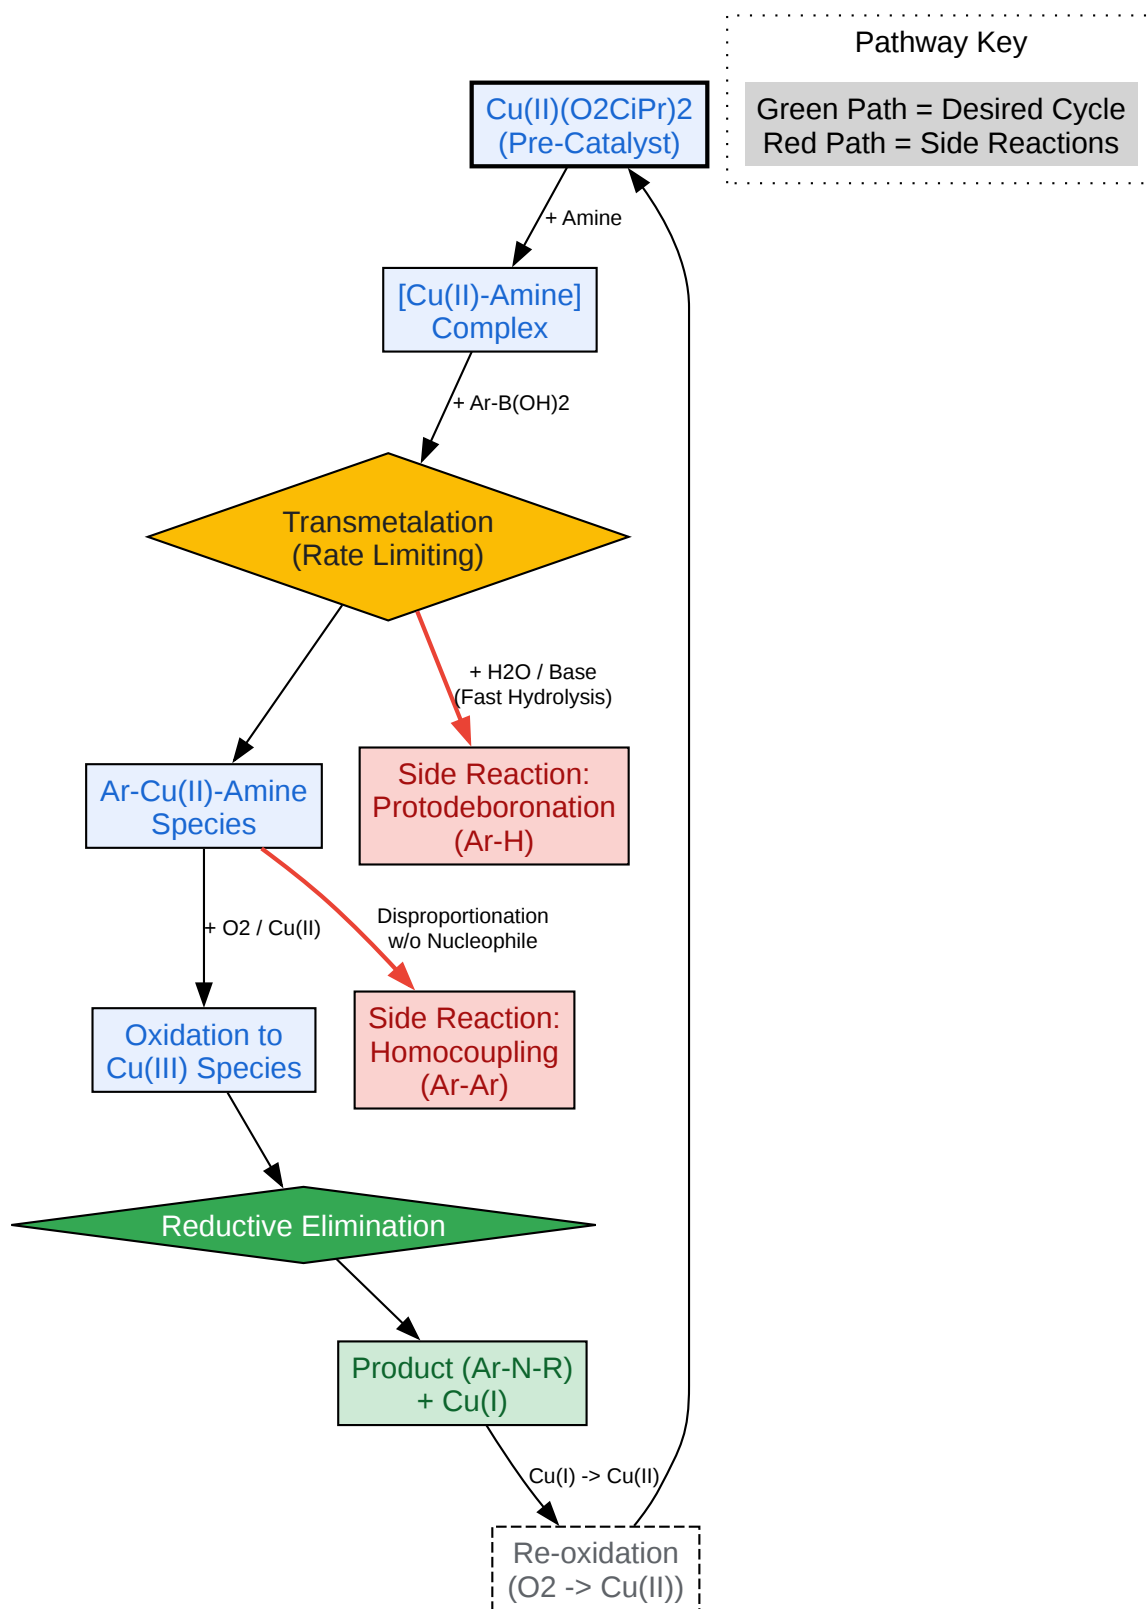 Pathway Key
Green Path = Desired Cycle
Red Path = Side Reactions
Cu(II)(O2CiPr)2
(Pre-Catalyst)
+ Amine
[Cu(II)-Amine]
Complex
+ Ar-B(OH)2
Transmetalation
(Rate Limiting)
+ H2O / Base
(Fast Hydrolysis)
Ar-Cu(II)-Amine
Species
Side Reaction:
Protodeboronation
(Ar-H)
+ O2 / Cu(II)
Disproportionation
w/o Nucleophile
Oxidation to
Cu(III) Species
Side Reaction:
Homocoupling
(Ar-Ar)
Reductive Elimination
Product (Ar-N-R)
+ Cu(I)
Cu(I) -> Cu(II)
Re-oxidation
(O2 -> Cu(II))